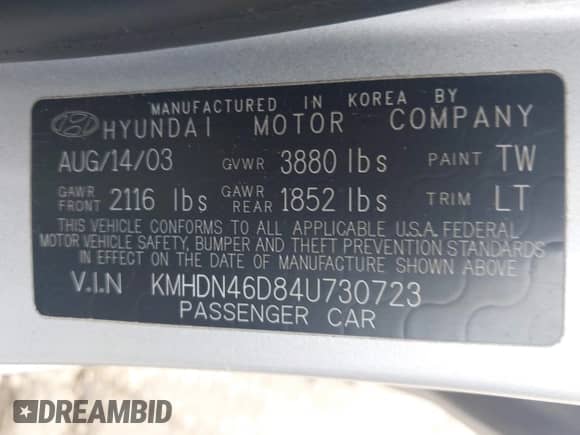 MANUFACTURED IN KOREA BY
HYUNDAI MOTOR COMPANY
AUG/14/03 GVWR 3880 lbs PAINT TW
GAWR FRONT 2116 lbs GAWR REAR 1852 lbs TRIM LT
THIS VEHICLE CONFORMS TO ALL APPLICABLE U.S.A. FEDERAL
MOTOR VEHICLE SAFETY, BUMPER AND THEFT PREVENTION STANDARDS
IN EFFECT ON THE DATE OF MANUFACTURE SHOWN ABOVE
V.I.N KMHDN46D84U730723
PASSENGER CAR
DREAMBID